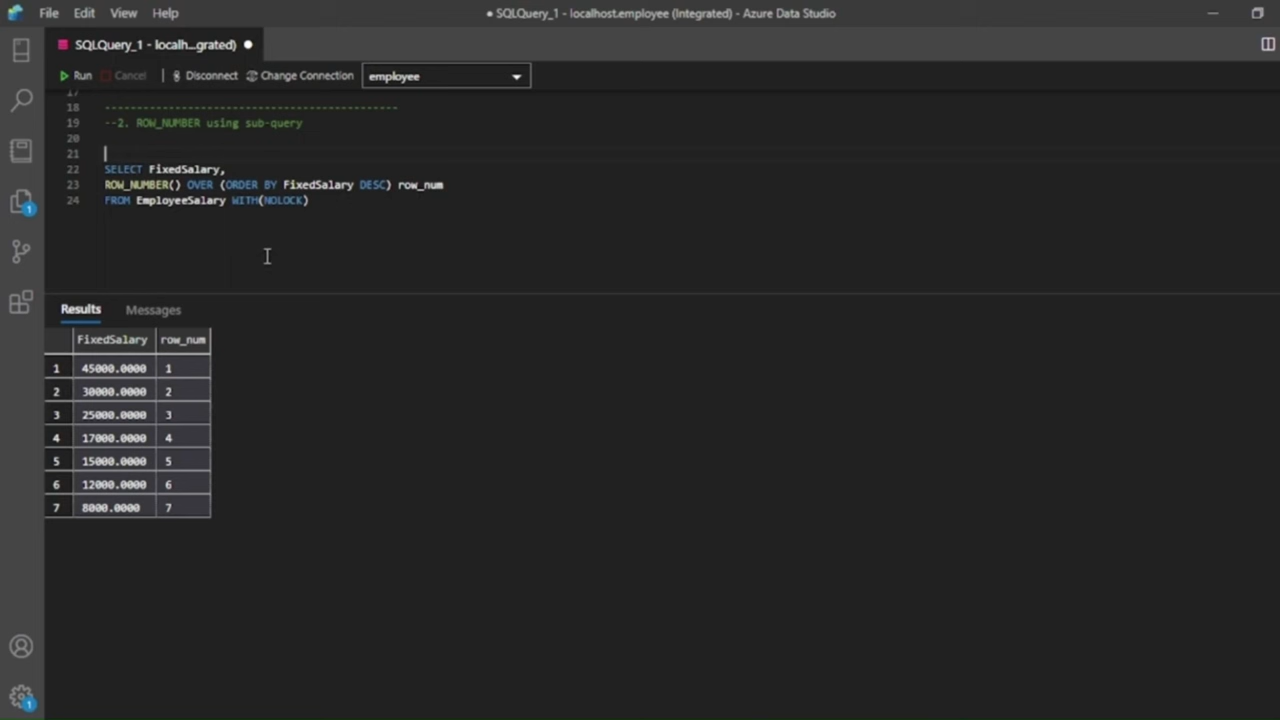 File Edit View Help
● SQLQuery_1 - localhost.employee (Integrated) - Azure Data Studio
SQLQuery_1 - localh...grated) ●
Run Cancel | Disconnect Change Connection employee
17
18 ----------------------------------------------
19 --2. ROW_NUMBER using sub-query
20
21
22 SELECT FixedSalary,
23 ROW_NUMBER() OVER (ORDER BY FixedSalary DESC) row_num
24 FROM EmployeeSalary WITH(NOLOCK)
1
Results Messages
FixedSalary row_num
1 45000.0000 1
2 30000.0000 2
3 25000.0000 3
4 17000.0000 4
5 15000.0000 5
6 12000.0000 6
7 8000.0000 7
1